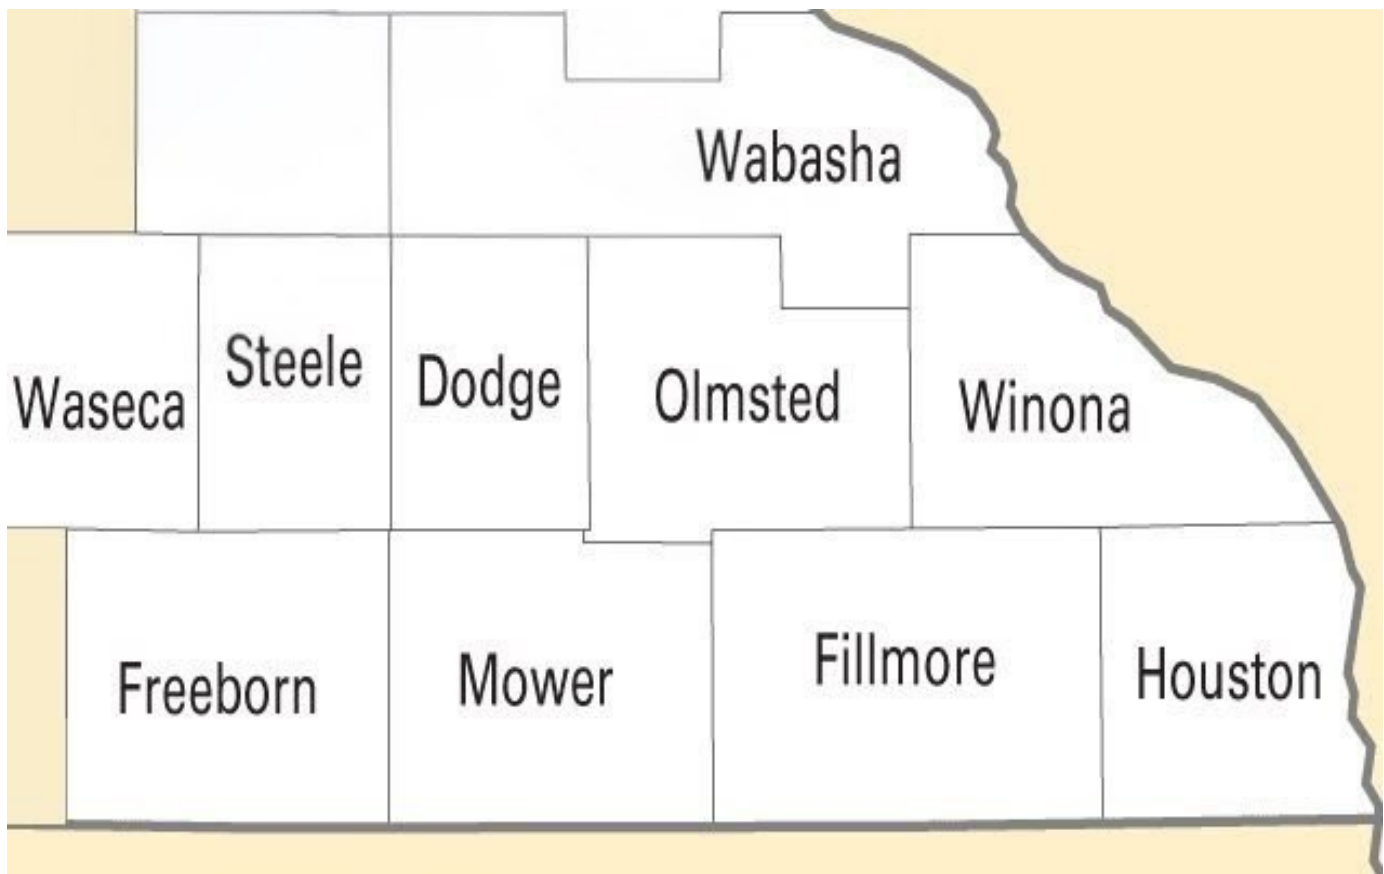 Wabasha
Steele
Dodge
Olmsted
Winona
Waseca
Freeborn
Mower
Fillmore
Houston